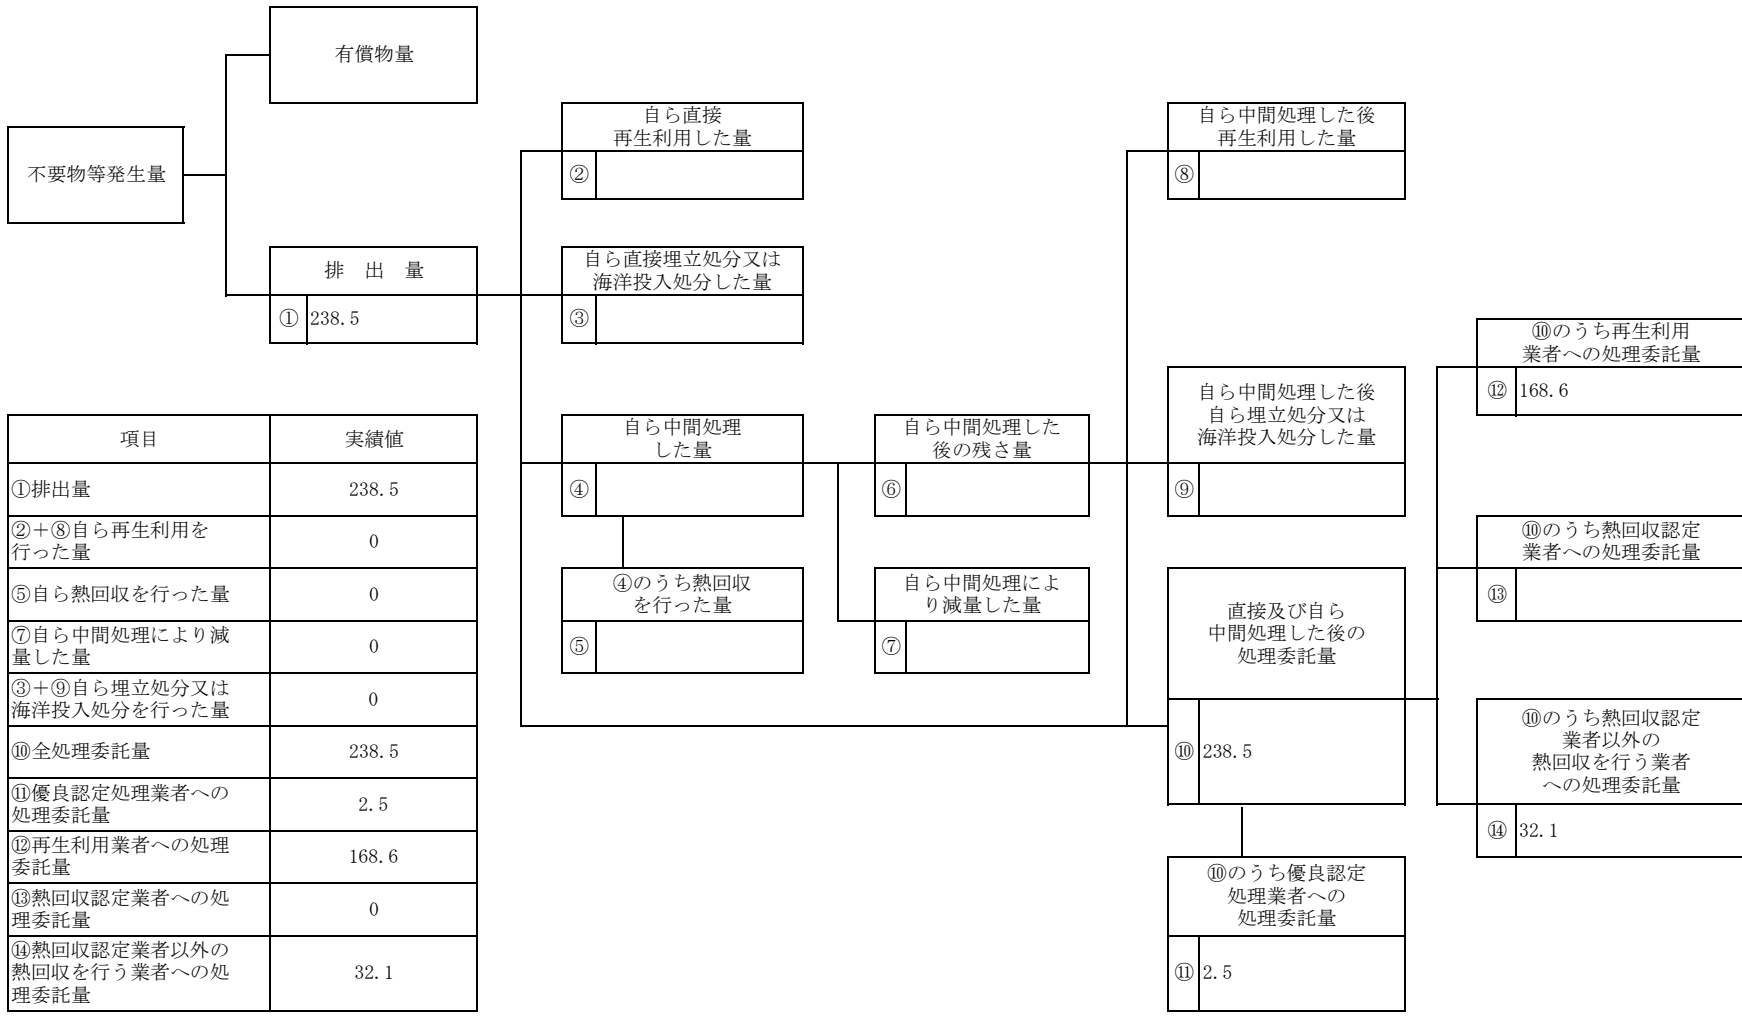 有償物量
不要物等発生量
排　出　量
① 238.5
自ら直接
再生利用した量
②
自ら直接埋立処分又は
海洋投入処分した量
③
自ら中間処理
した量
④
④のうち熱回収
を行った量
⑤
自ら中間処理した
後の残さ量
⑥
自ら中間処理によ
り減量した量
⑦
自ら中間処理した後
再生利用した量
⑧
自ら中間処理した後
自ら埋立処分又は
海洋投入処分した量
⑨
直接及び自ら
中間処理した後の
処理委託量
⑩ 238.5
⑩のうち優良認定
処理業者への
処理委託量
⑪ 2.5
⑩のうち再生利用
業者への処理委託量
⑫ 168.6
⑩のうち熱回収認定
業者への処理委託量
⑬
⑩のうち熱回収認定
業者以外の
熱回収を行う業者
への処理委託量
⑭ 32.1
項目 実績値
①排出量 238.5
②＋⑧自ら再生利用を
行った量 0
⑤自ら熱回収を行った量 0
⑦自ら中間処理により減
量した量 0
③＋⑨自ら埋立処分又は
海洋投入処分を行った量 0
⑩全処理委託量 238.5
⑪優良認定処理業者への
処理委託量 2.5
⑫再生利用業者への処理
委託量 168.6
⑬熱回収認定業者への処
理委託量 0
⑭熱回収認定業者以外の
熱回収を行う業者への処
理委託量 32.1